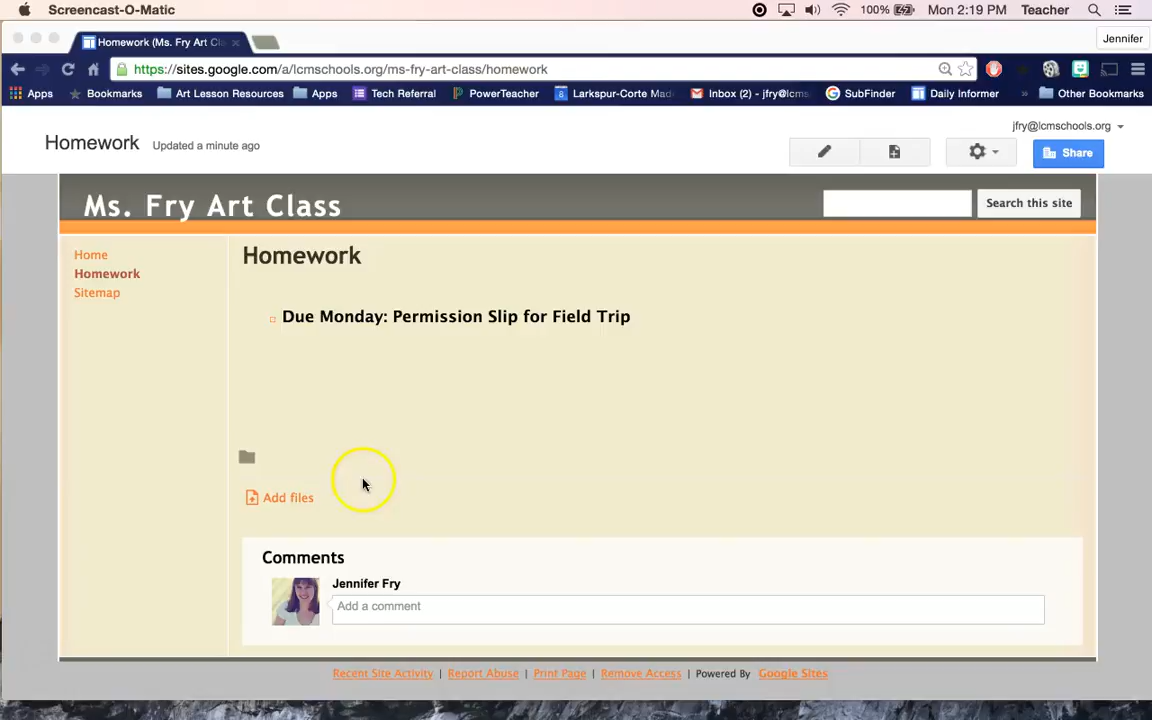 Screencast-O-Matic 100% Mon 2:19 PM Teacher
Homework (Ms. Fry Art Cl Jennifer
https://sites.google.com/a/lcmschools.org/ms-fry-art-class/homework
Apps Bookmarks Art Lesson Resources Apps Tech Referral PowerTeacher Larkspur-Corte Mad Inbox (2) - jfry@lcms SubFinder Daily Informer » Other Bookmarks
jfry@lcmschools.org
Homework Updated a minute ago Share
Ms. Fry Art Class Search this site
Home
Homework
Sitemap
Homework
Due Monday: Permission Slip for Field Trip
Add files
Comments
Jennifer Fry
Add a comment
Recent Site Activity | Report Abuse | Print Page | Remove Access | Powered By Google Sites